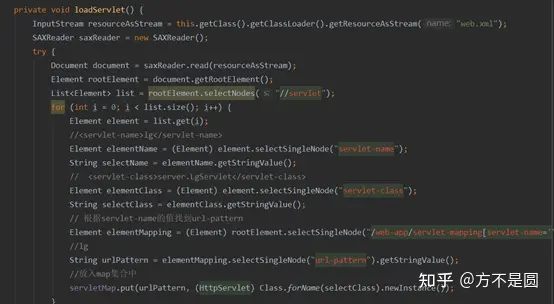 private void loadServlet() {
InputStream resourceAsStream = this.getClass().getClassLoader().getResourceAsStream( name: "web.xml");
SAXReader saxReader = new SAXReader();
try {
Document document = saxReader.read(resourceAsStream);
Element rootElement = document.getRootElement();
List<Element> list = rootElement.selectNodes( s: "//servlet");
for (int i = 0; i < list.size(); i++) {
Element element = list.get(i);
//<servlet-name>lg</servlet-name>
Element elementName = (Element) element.selectSingleNode("servlet-name");
String selectName = elementName.getStringValue();
// <servlet-class>server.LgServlet</servlet-class>
Element elementClass = (Element) element.selectSingleNode("servlet-class");
String selectClass = elementClass.getStringValue();
// 根据servlet-name的值找到url-pattern
Element elementMapping = (Element) rootElement.selectSingleNode("/web-app/servlet-mapping[servlet-name='"
//lg
String urlPattern = elementMapping.selectSingleNode("url-pattern").getStringValue();
//放入map集合中
servletMap.put(urlPattern, (HttpServlet) Class.forName(selectClass).newInstance());
}
知乎 @方不是圆